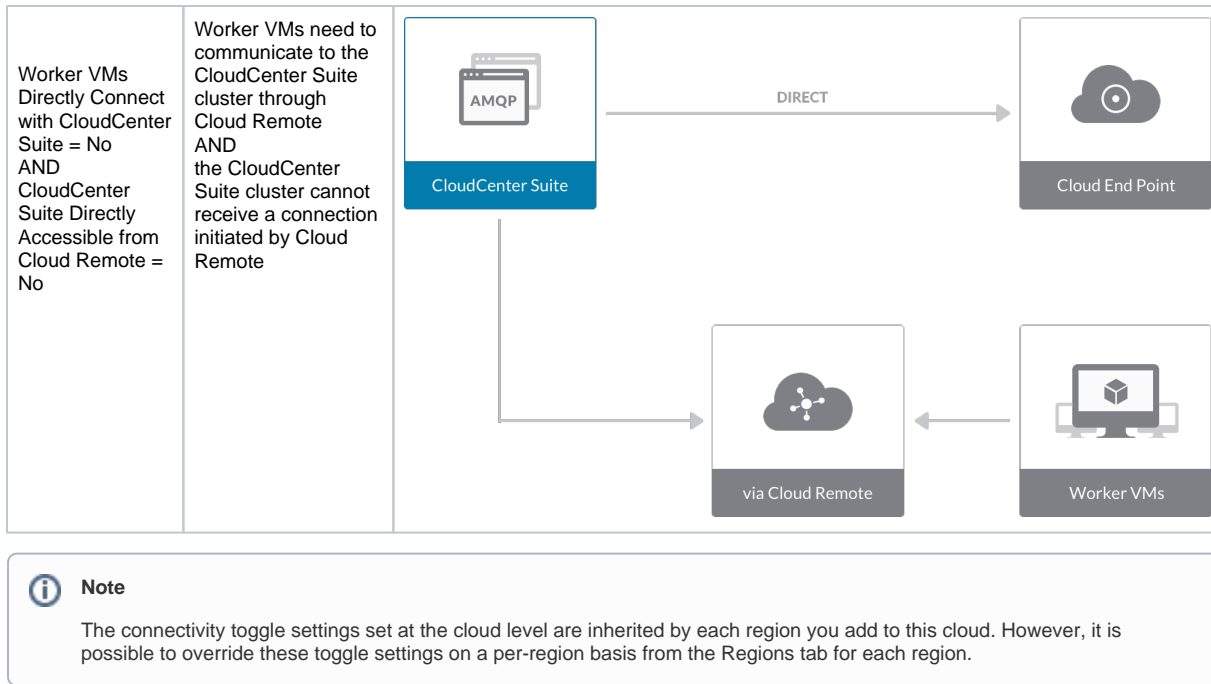 Worker VMs
Directly Connect
with CloudCenter
Suite = No
AND
CloudCenter
Suite Directly
Accessible from
Cloud Remote =
No
Worker VMs need to
communicate to the
CloudCenter Suite
cluster through
Cloud Remote
AND
the CloudCenter
Suite cluster cannot
receive a connection
initiated by Cloud
Remote
AMQP
CloudCenter Suite
DIRECT
Cloud End Point
via Cloud Remote
Worker VMs
Note
The connectivity toggle settings set at the cloud level are inherited by each region you add to this cloud. However, it is
possible to override these toggle settings on a per-region basis from the Regions tab for each region.